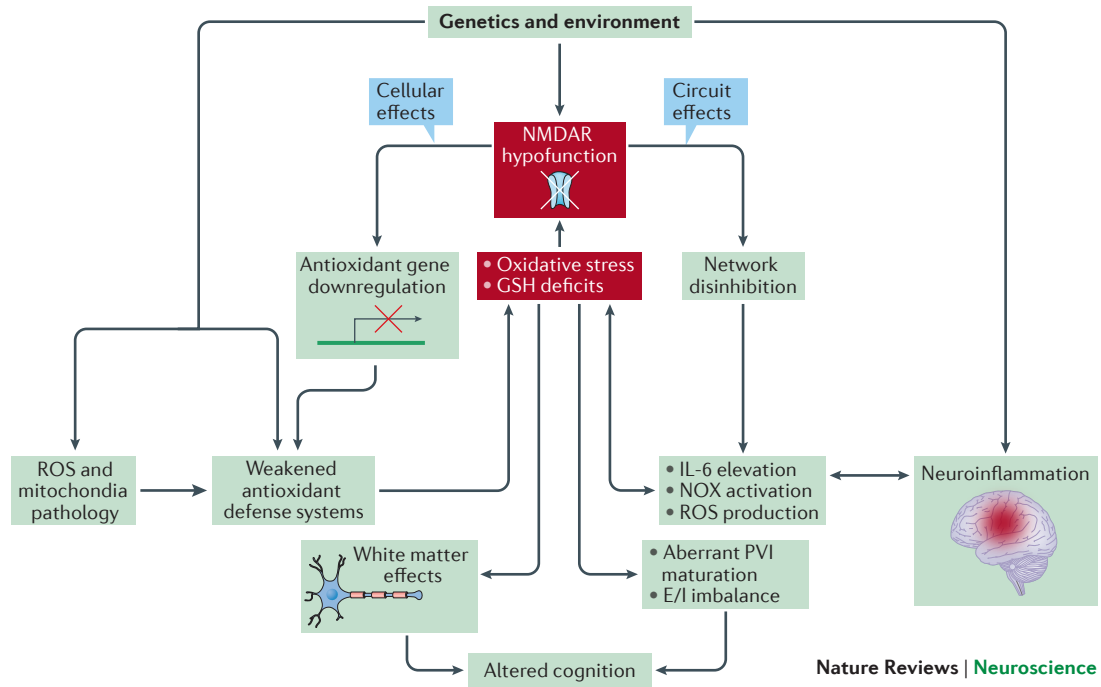 Genetics and environment
Cellular
effects
Circuit
effects
NMDAR
hypofunction
Antioxidant gene
downregulation
• Oxidative stress
• GSH deficits
Network
disinhibition
ROS and
mitochondia
pathology
Weakened
antioxidant
defense systems
• IL-6 elevation
• NOX activation
• ROS production
Neuroinflammation
White matter
effects
• Aberrant PVI
maturation
• E/I imbalance
Altered cognition
Nature Reviews | Neuroscience